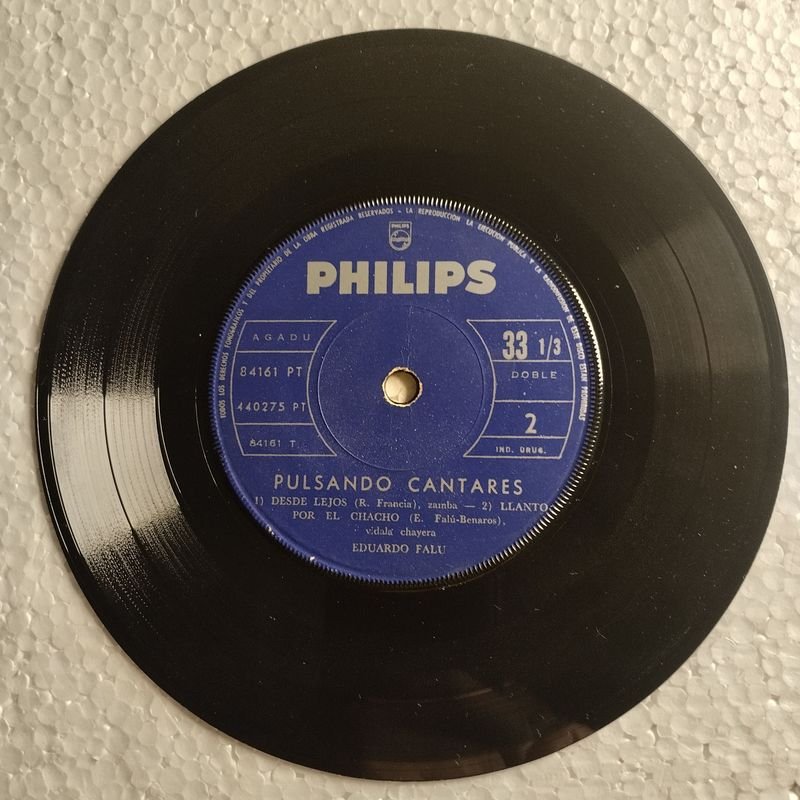 TODOS LOS DERECHOS FONOGRAFICOS Y DEL PROPIETARIO DE LA OBRA REGISTRADA RESERVADOS - LA REPRODUCCION LA EJECUCION PUBLICA Y LA RADIODIFUSION DE ESTE DISCO ESTAN PROHIBIDAS
PHILIPS
PHILIPS
AGADU
84161 PT
440275 PT
84161 T.
33 1/3
DOBLE
2
IND. URUG.
PULSANDO CANTARES
1) DESDE LEJOS (R. Francia), zamba — 2) LLANTO
POR EL CHACHO (E. Falú-Benaros),
vidala chayera
EDUARDO FALU